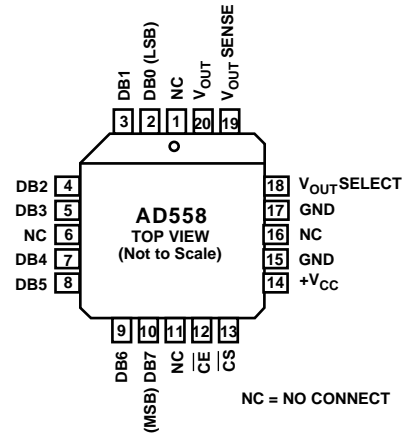 DB1
DB0 (LSB)
NC
VOUT
VOUT SENSE
3 2 1 20 19
DB2 4
DB3 5
NC 6
DB4 7
DB5 8
AD558
TOP VIEW
(Not to Scale)
18 VOUT SELECT
17 GND
16 NC
15 GND
14 +VCC
9 10 11 12 13
DB6
(MSB) DB7
NC
CE
CS
NC = NO CONNECT